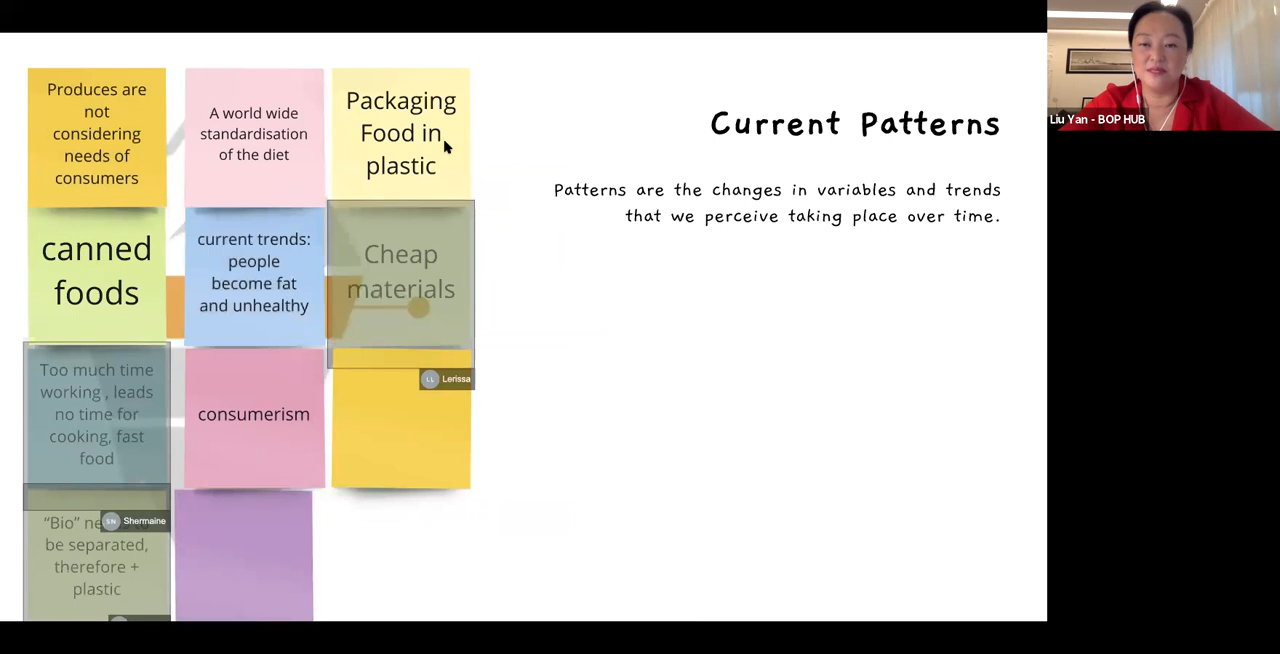 Produces are
not
considering
needs of
consumers
A world wide
standardisation
of the diet
Packaging
Food in
plastic
canned
foods
current trends:
people
become fat
and unhealthy
Cheap
materials
LL Lerissa
Too much time
working , leads
no time for
cooking, fast
food
consumerism
SN Shermaine
“Bio”
be separated,
therefore +
plastic
Current Patterns
Patterns are the changes in variables and trends
that we perceive taking place over time.
Liu Yan - BOP HUB